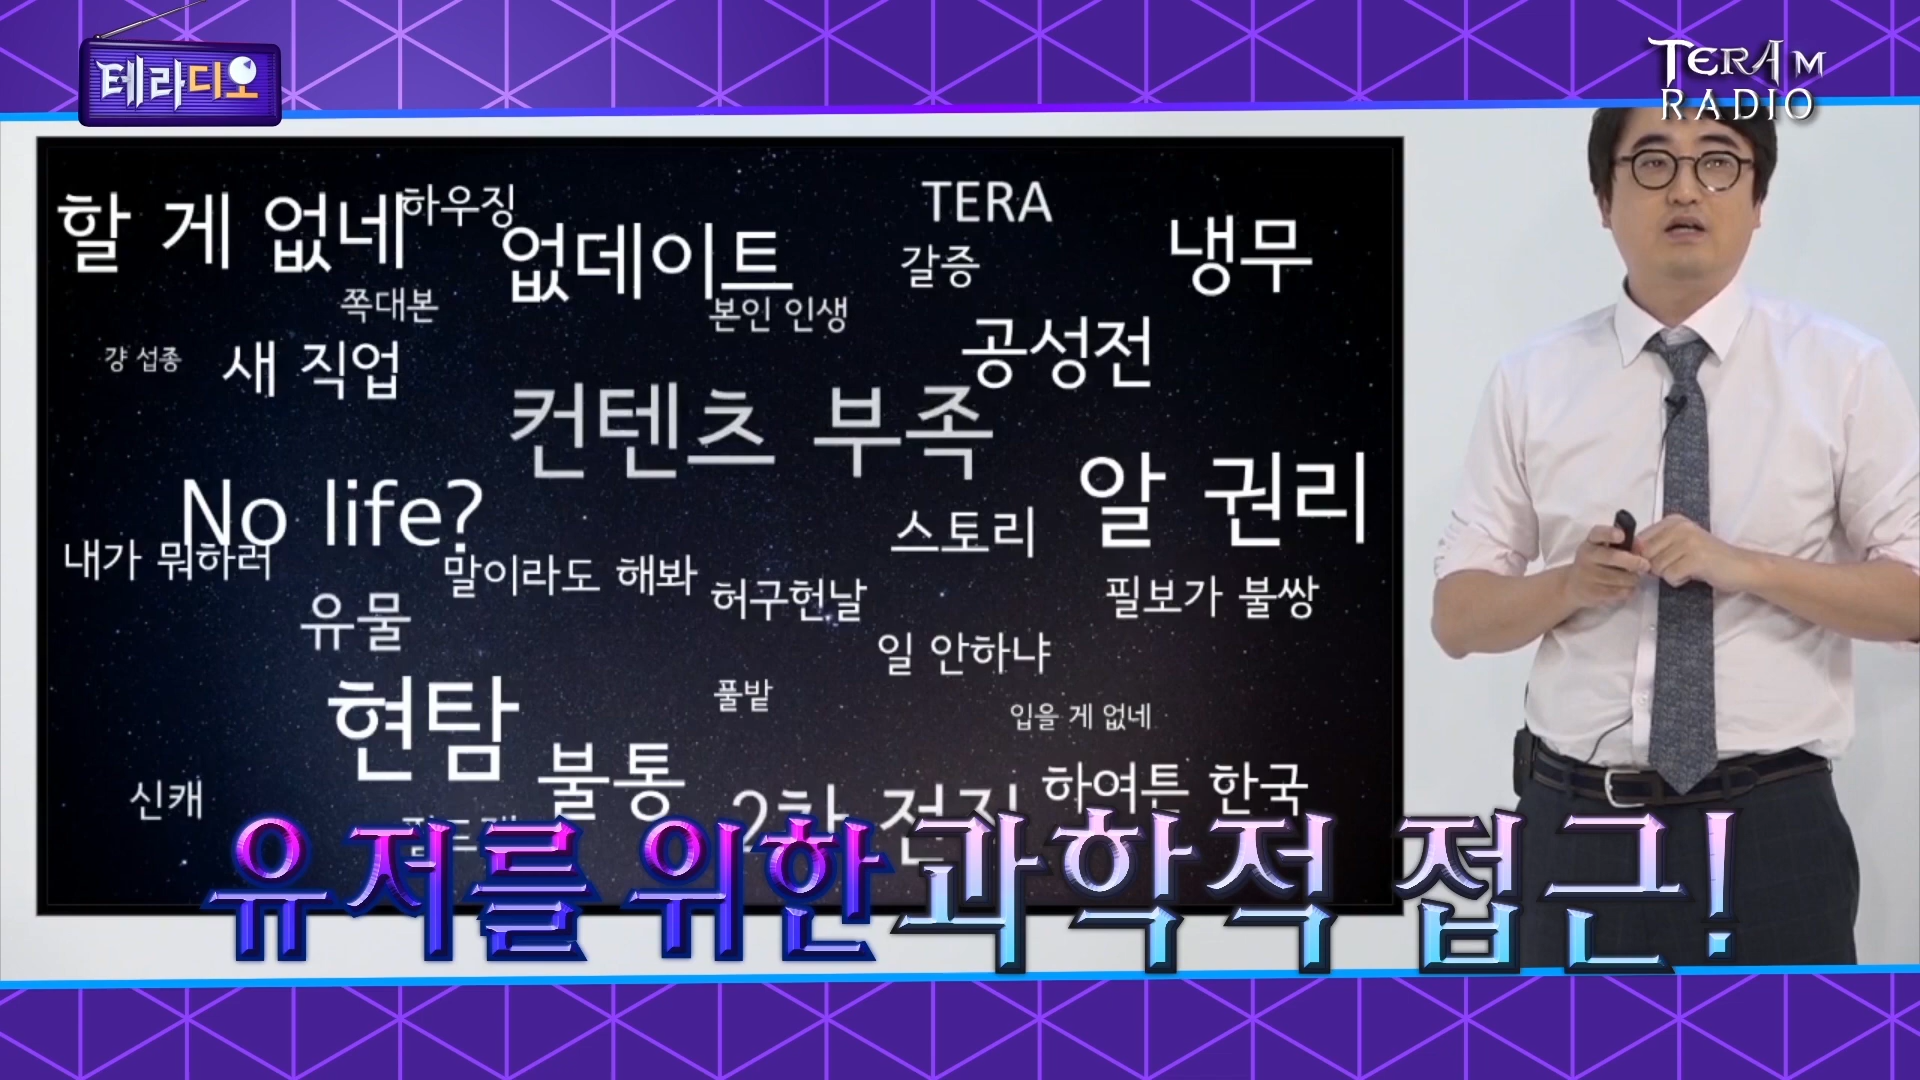 테라디오
TERA M
RADIO
할 게 없네
하우징
업데이트
TERA
갈증
냉무
쪽대본
본인 인생
걍 섭종
새 직업
공성전
컨텐츠 부족
No life?
알 권리
스토리
내가 뭐하러
말이라도 해봐
허구헌날
필보가 불쌍
유물
일 안하냐
현탐
풀밭
입을 게 없네
불통
하여튼 한국
신캐
2차 전직
유저를 위한 과학적 접근!